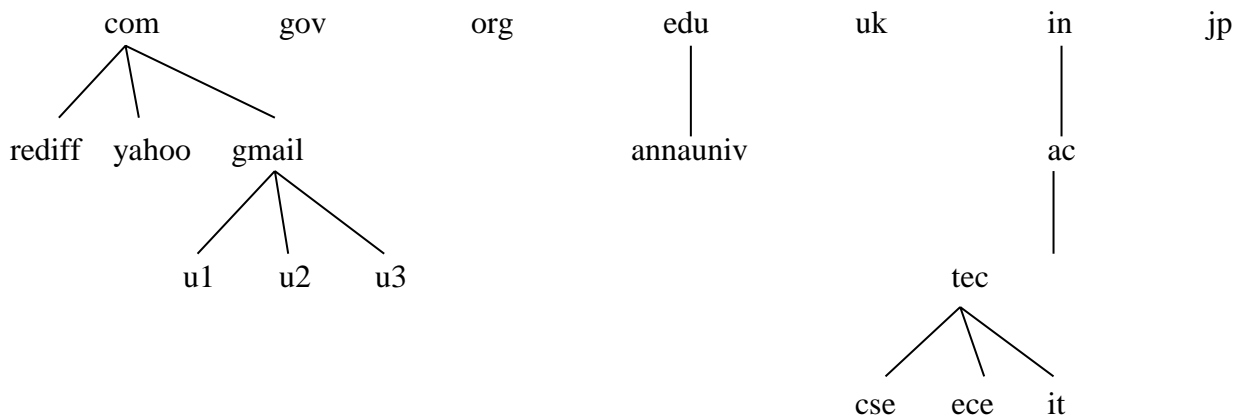 com gov org edu uk in jp
rediff yahoo gmail annauniv ac
u1 u2 u3 tec
cse ece it